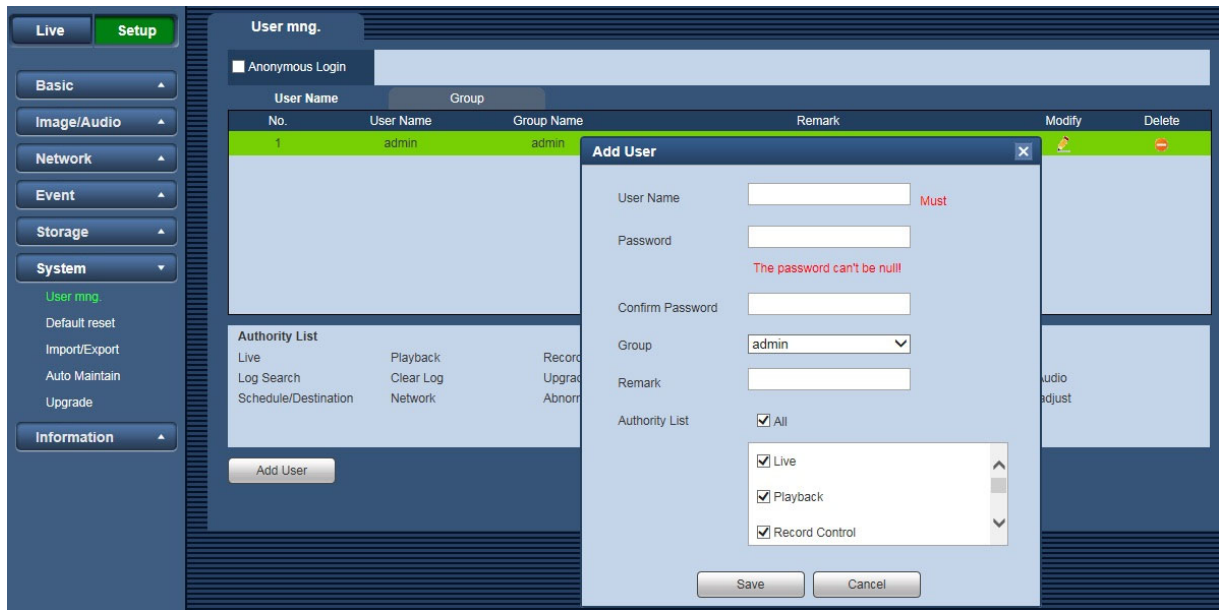 Live Setup
Basic
Image/Audio
Network
Event
Storage
System
User mng.
Default reset
Import/Export
Auto Maintain
Upgrade
Information
User mng.
Anonymous Login
User Name Group
No. User Name Group Name Remark Modify Delete
1 admin admin
Authority List
Live Playback
Log Search Clear Log
Schedule/Destination Network
Add User
Add User
User Name Must
Password
The password can't be null!
Confirm Password
Group admin
Remark
Authority List All
Live
Playback
Record Control
Save Cancel
adjust